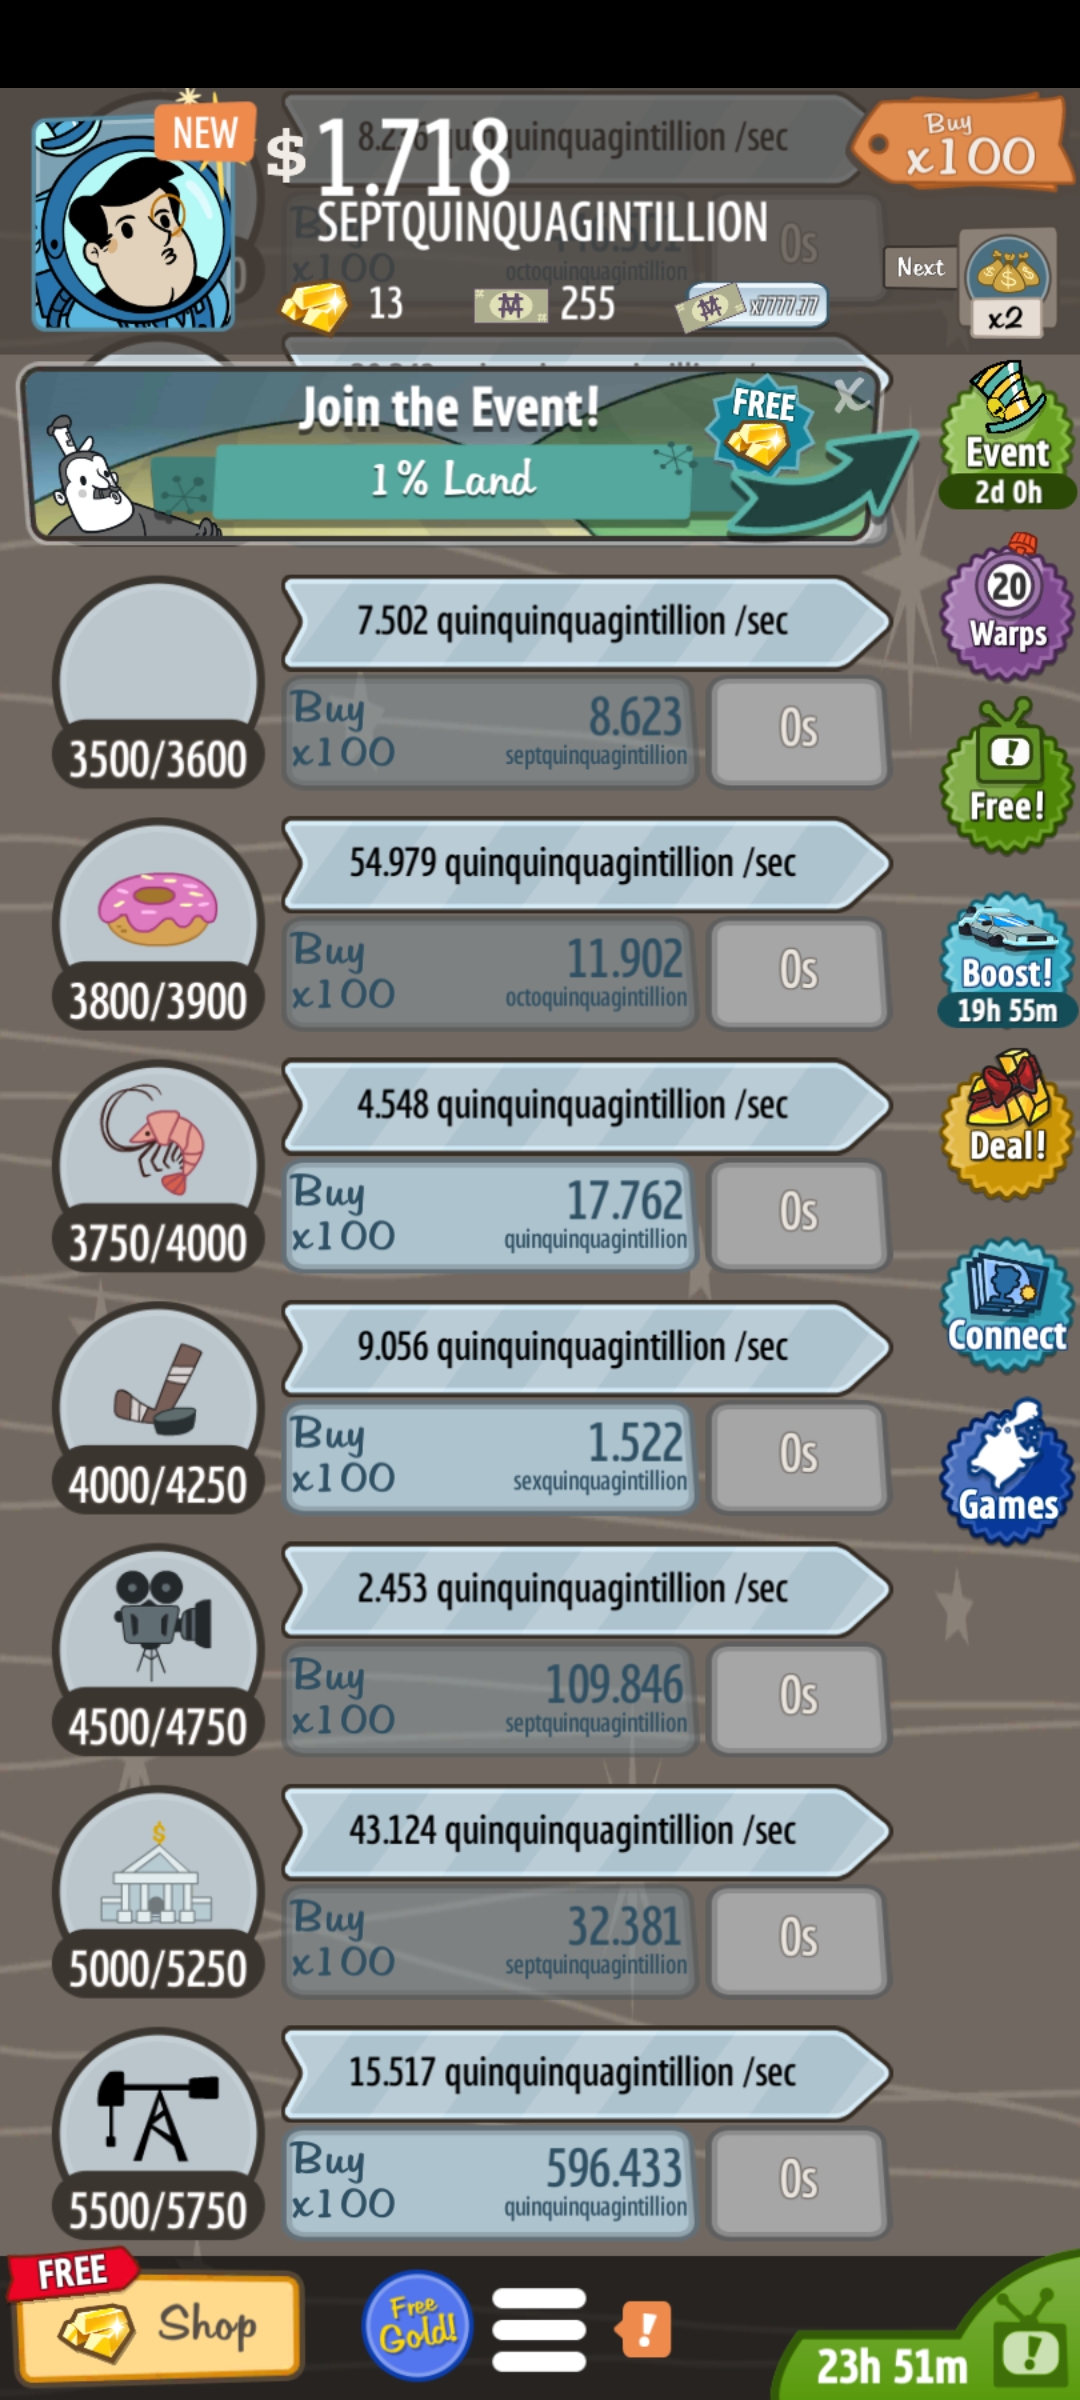 NEW
$ 1.718
SEPTQUINQUAGINTILLION
quinquagintillion /sec
Buy
x100
Buy
x100
octoquinquagintillion
0s
Next
x2
13
255
x7777.77
Join the Event!
1% Land
FREE
X
Event
2d 0h
7.502 quinquinquagintillion /sec
3500/3600
Buy
x100
8.623
septquinquagintillion
0s
20
Warps
Free!
54.979 quinquinquagintillion /sec
3800/3900
Buy
x100
11.902
octoquinquagintillion
0s
Boost!
19h 55m
4.548 quinquinquagintillion /sec
3750/4000
Buy
x100
17.762
quinquinquagintillion
0s
Deal!
9.056 quinquinquagintillion /sec
4000/4250
Buy
x100
1.522
sexquinquagintillion
0s
Connect
Games
2.453 quinquinquagintillion /sec
4500/4750
Buy
x100
109.846
septquinquagintillion
0s
43.124 quinquinquagintillion /sec
5000/5250
Buy
x100
32.381
septquinquagintillion
0s
15.517 quinquinquagintillion /sec
5500/5750
Buy
x100
596.433
quinquinquagintillion
0s
FREE
Shop
Free
Gold!
!
23h 51m